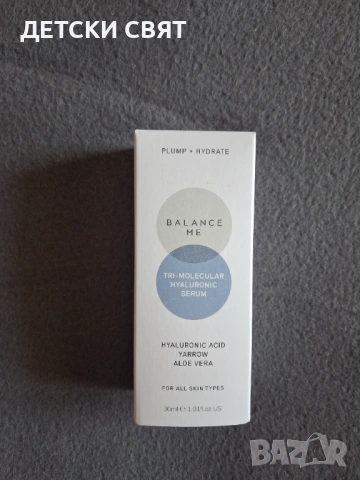 ДЕТСКИ СВЯТ
PLUMP + HYDRATE
BALANCE
ME
TRI-MOLECULAR
HYALURONIC
SERUM
HYALURONIC ACID
YARROW
ALOE VERA
FOR ALL SKIN TYPES
30ml e 1.01fl oz US
BAZAR